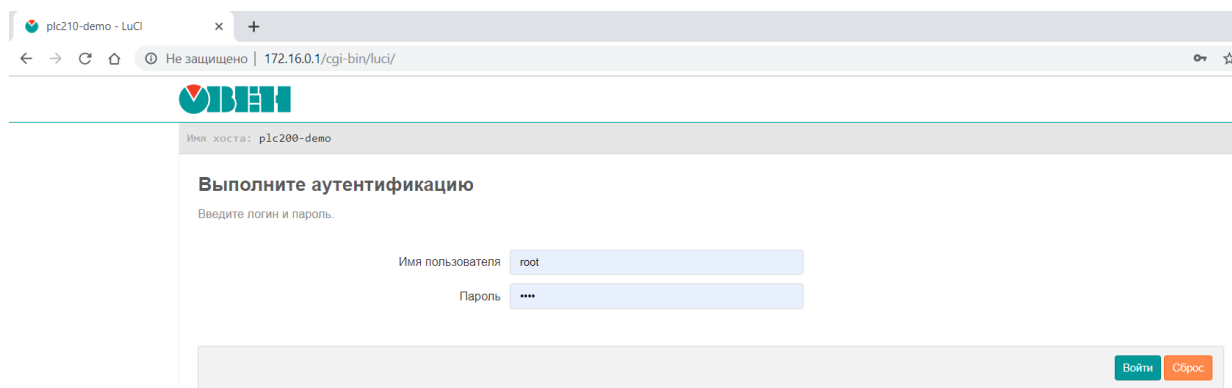 plc210-demo - LuCI
Не защищено | 172.16.0.1/cgi-bin/luci/
ОВЕН
Имя хоста: plc200-demo
Выполните аутентификацию
Введите логин и пароль.
Имя пользователя root
Пароль ••••
Войти Сброс